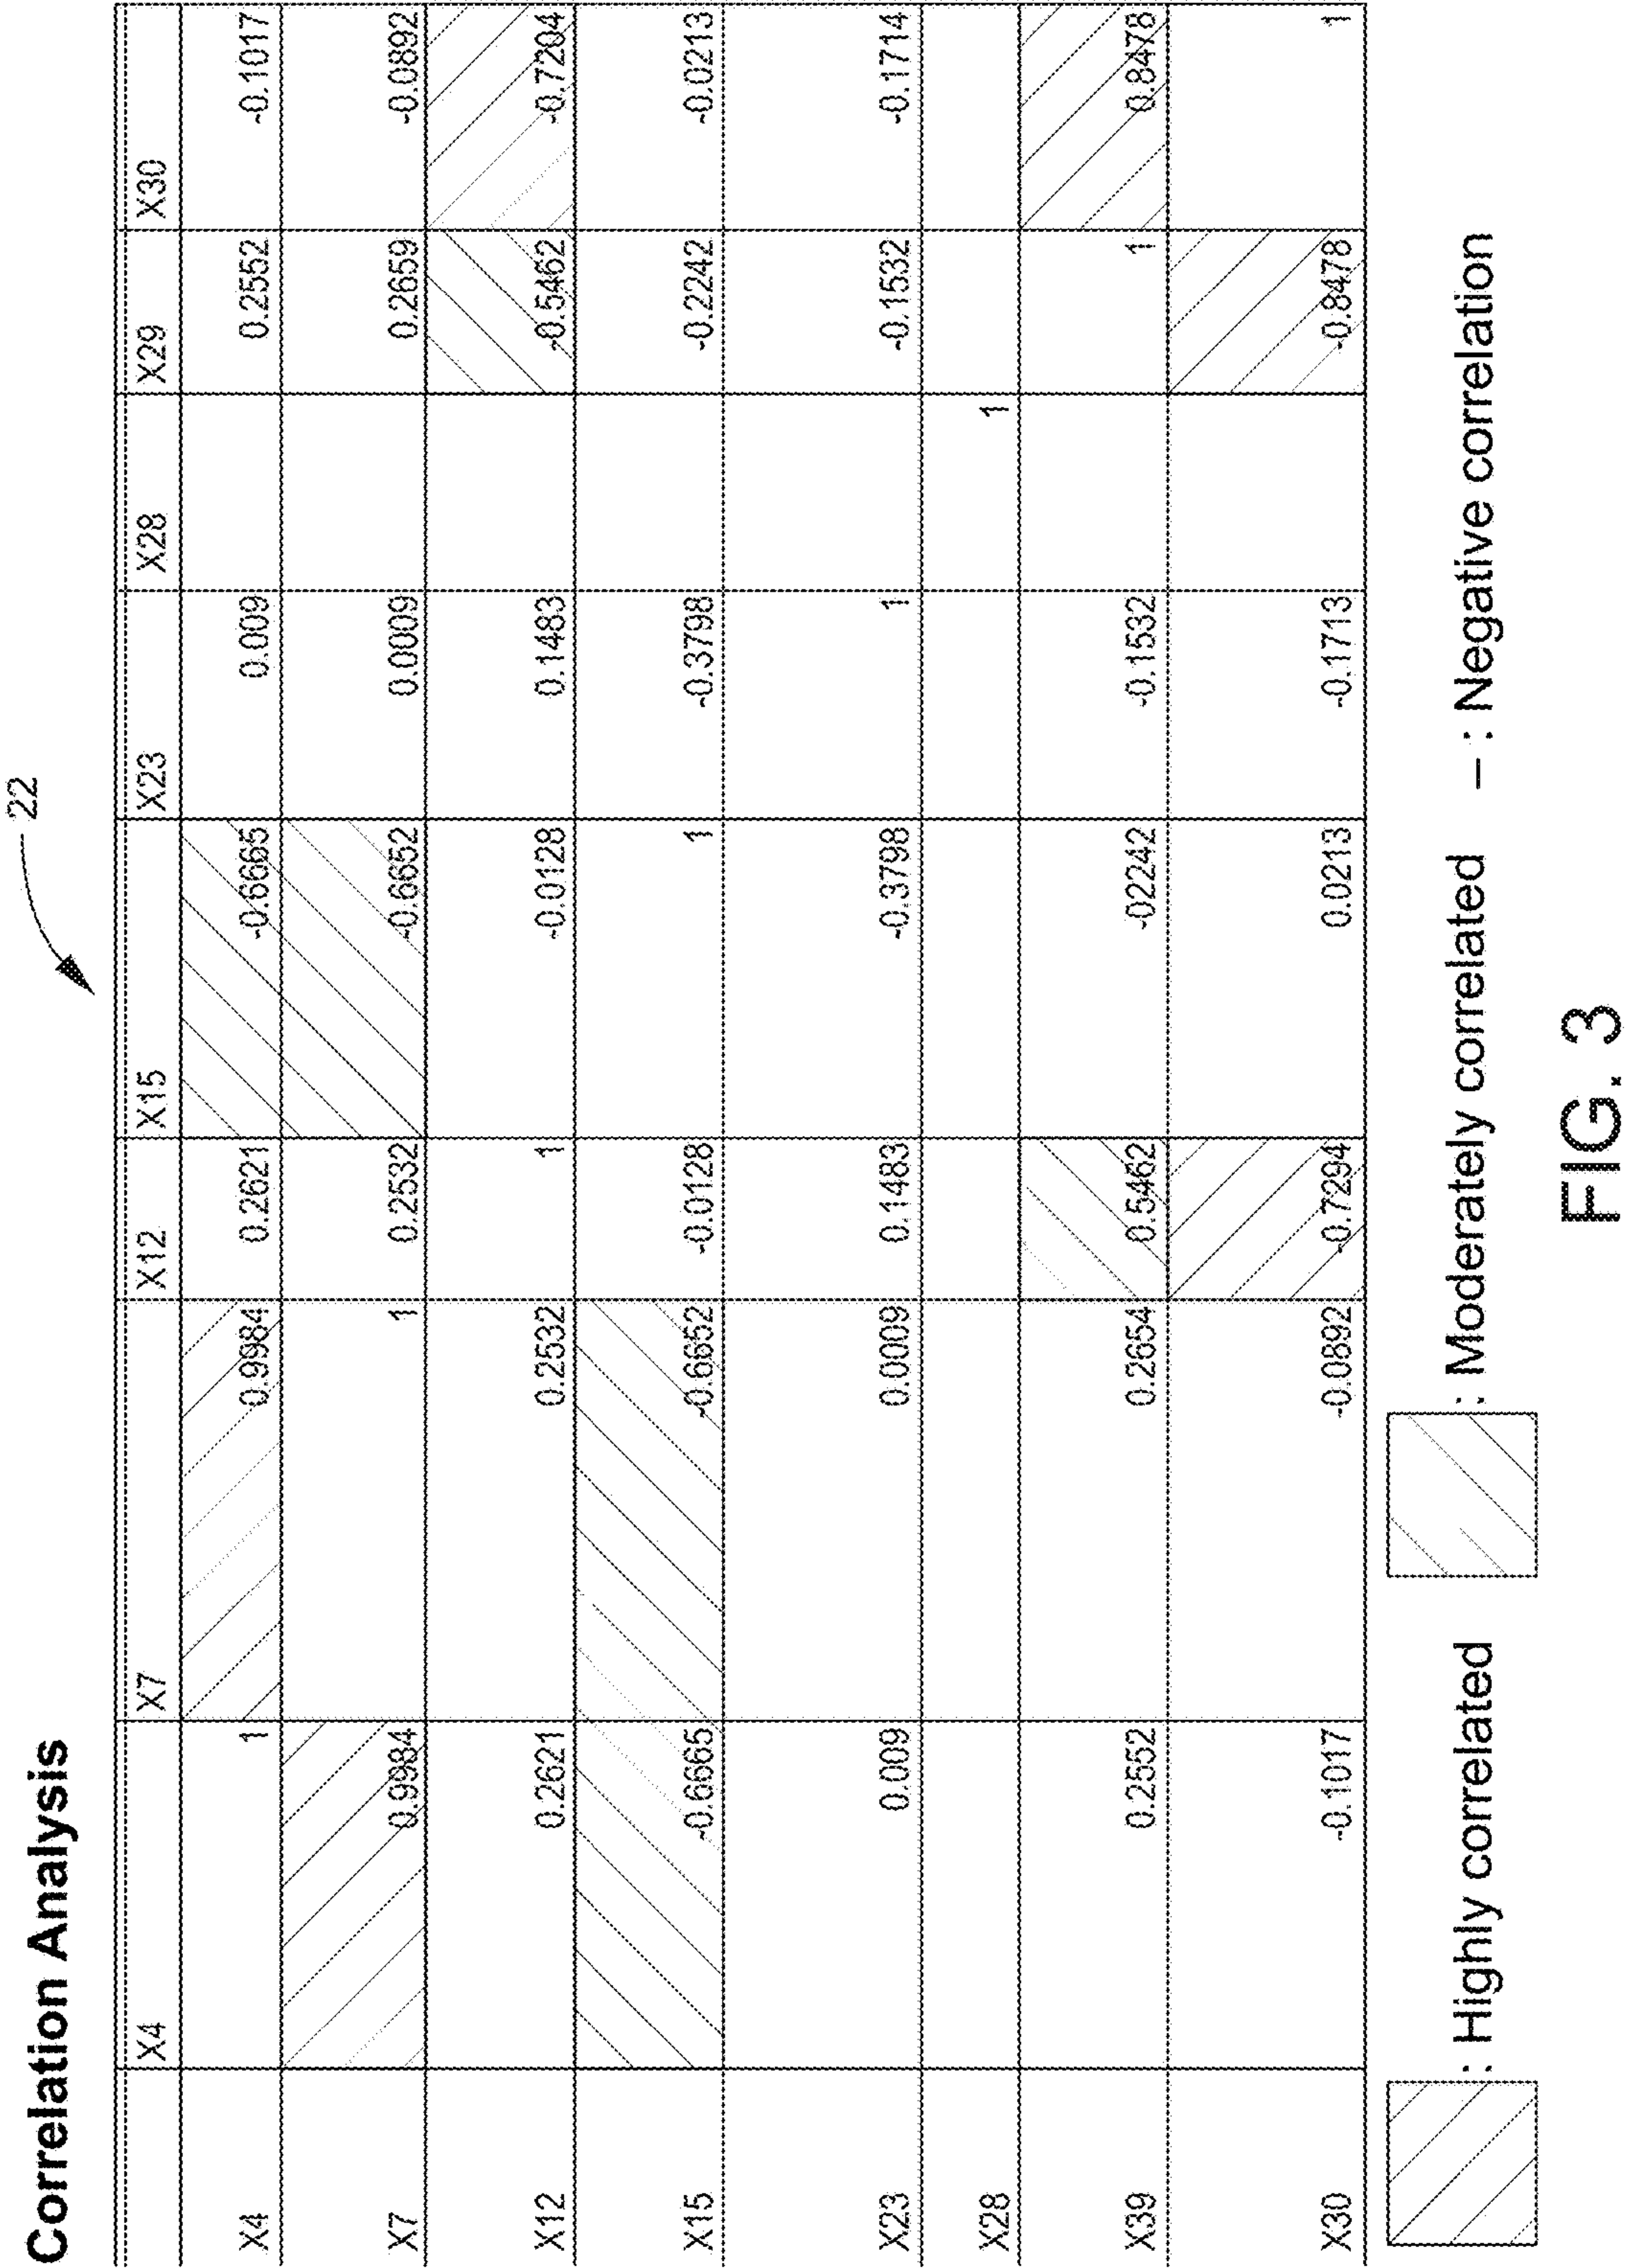 Correlation Analysis
22
X4 X7 X12 X15 X23 X28 X29 X30
X4 1 0.9984 0.2621 -0.6665 0.009 0.2552 -0.1017
X7 0.9984 1 0.2532 -0.6652 0.0009 0.2659 -0.0892
X12 0.2621 0.2532 1 -0.0128 0.1483 -0.5462 -0.7204
X15 -0.6665 -0.6652 -0.0128 1 -0.3798 -0.2242 -0.0213
X23 0.009 0.0009 0.1483 -0.3798 1 -0.1532 -0.1714
X28 1
X39 0.2552 0.2654 0.5462 -02242 -0.1532 1 0.8478
X30 -0.1017 -0.0892 -0.7294 0.0213 -0.1713 -0.8478 1
: Highly correlated : Moderately correlated – : Negative correlation
FIG. 3